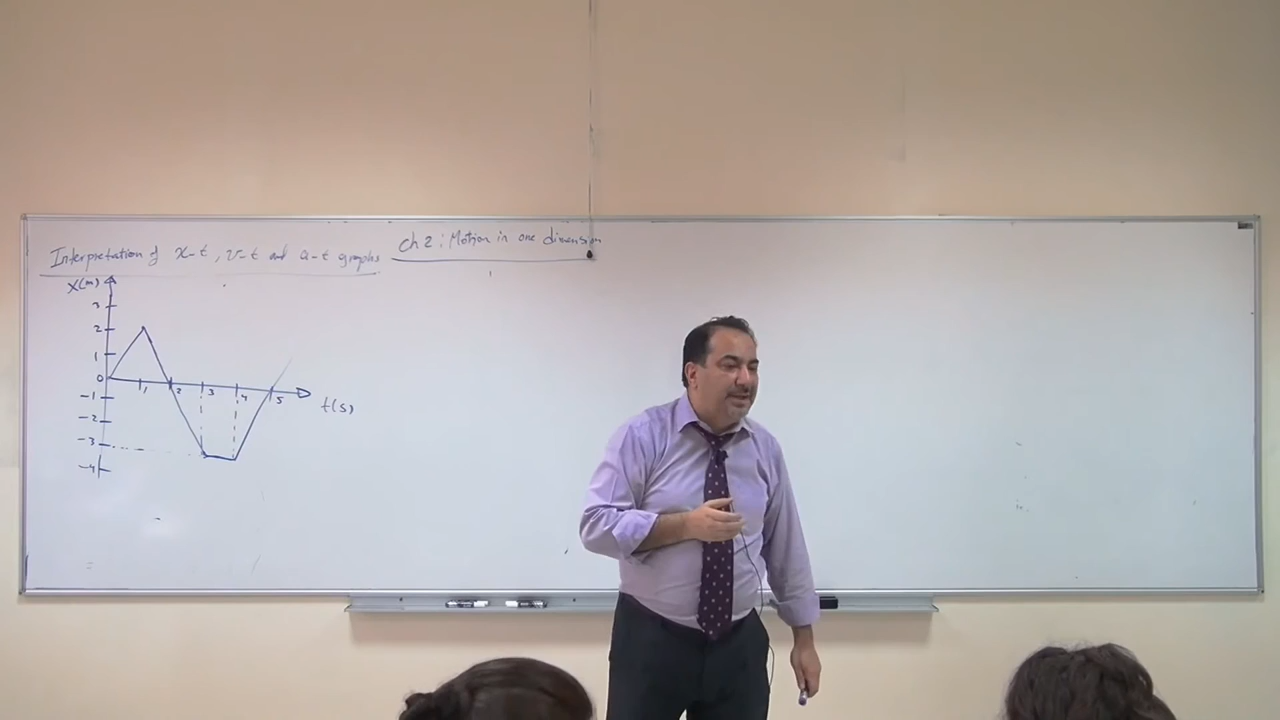 Ch 2 : Motion in one dimension
Interpretation of x-t, v-t and a-t graphs
X(m)
3
2
1
0
-1
-2
-3
-4
1 2 3 4 5
t(s)